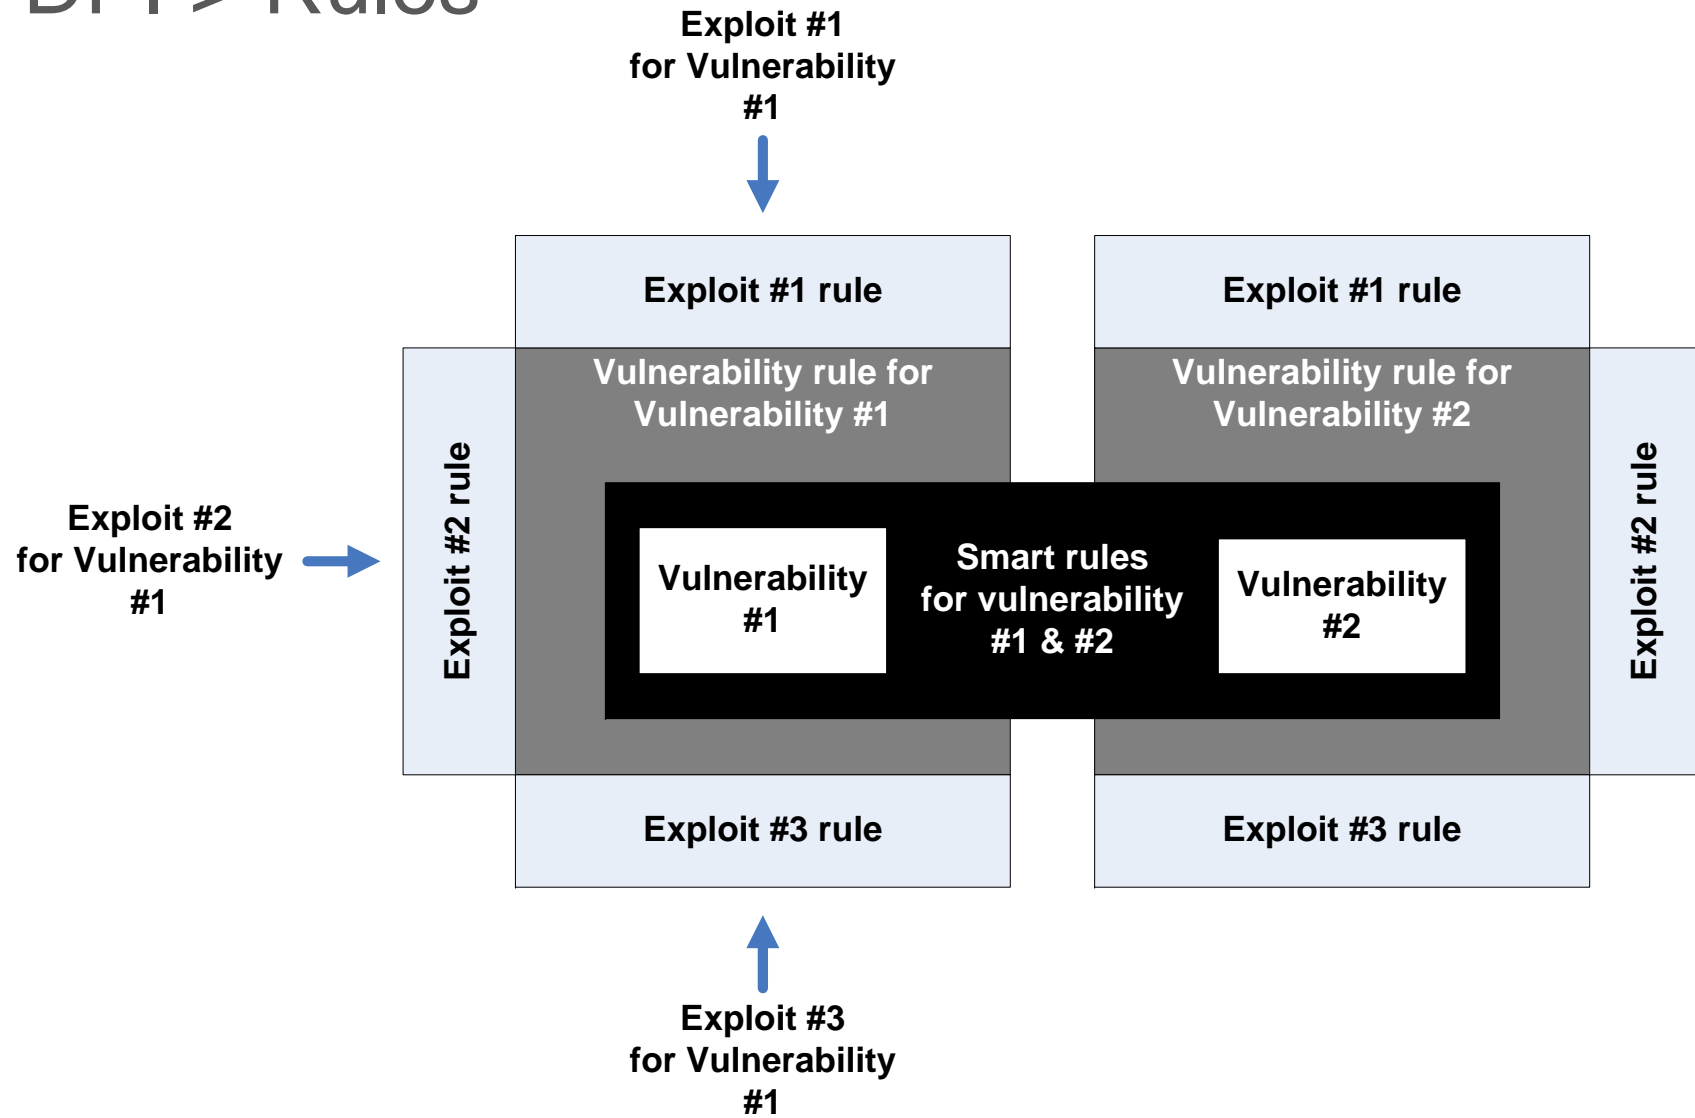 DPI > Rules
Exploit #1
for Vulnerability
#1
Exploit #1 rule
Exploit #1 rule
Vulnerability rule for
Vulnerability #1
Vulnerability rule for
Vulnerability #2
Exploit #2
for Vulnerability
#1
Exploit #2 rule
Vulnerability
#1
Smart rules
for vulnerability
#1 & #2
Vulnerability
#2
Exploit #2 rule
Exploit #3 rule
Exploit #3 rule
Exploit #3
for Vulnerability
#1